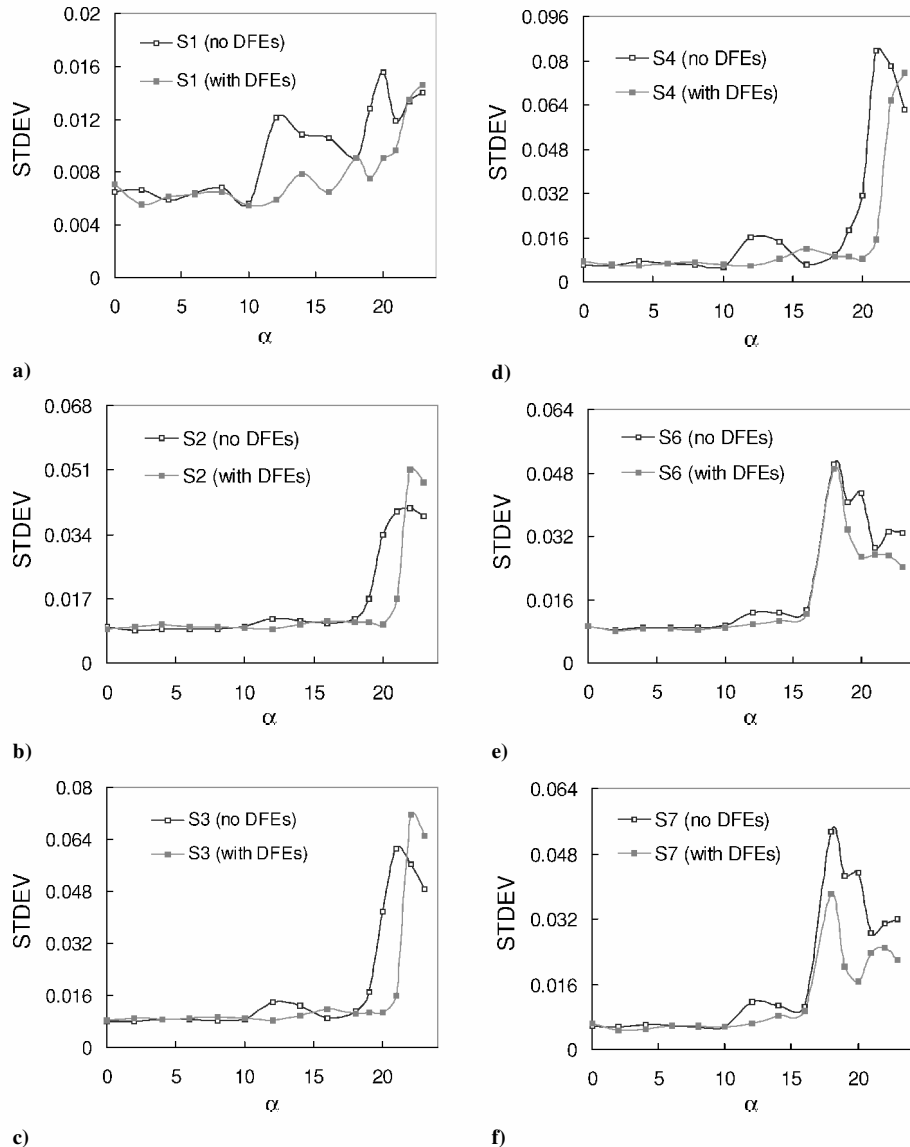 0.02
0.016
0.012
0.008
0.004
0
STDEV
S1 (no DFEs)
S1 (with DFEs)
0 5 10 15 20
α
a)
0.068
0.051
0.034
0.017
0
STDEV
S2 (no DFEs)
S2 (with DFEs)
0 5 10 15 20
α
b)
0.08
0.064
0.048
0.032
0.016
0
STDEV
S3 (no DFEs)
S3 (with DFEs)
0 5 10 15 20
α
c)
0.096
0.08
0.064
0.048
0.032
0.016
0
STDEV
S4 (no DFEs)
S4 (with DFEs)
0 5 10 15 20
α
d)
0.064
0.048
0.032
0.016
0
STDEV
S6 (no DFEs)
S6 (with DFEs)
0 5 10 15 20
α
e)
0.064
0.048
0.032
0.016
0
STDEV
S7 (no DFEs)
S7 (with DFEs)
0 5 10 15 20
α
f)